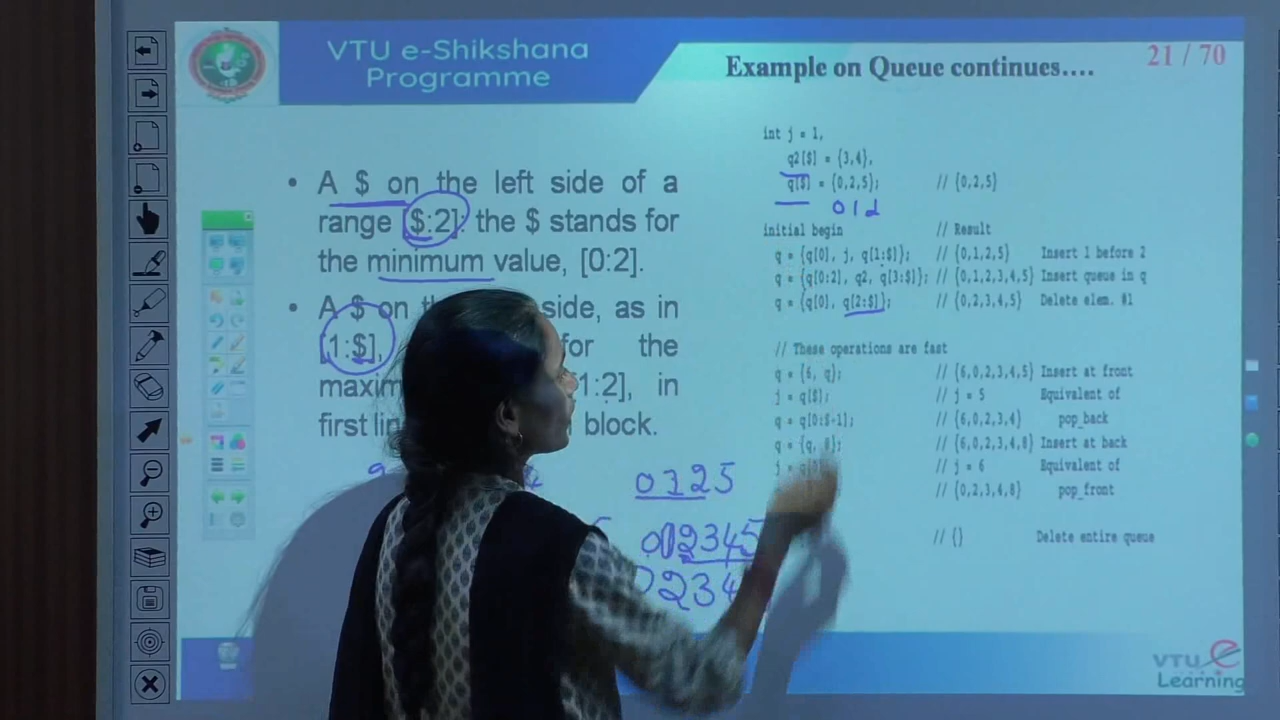 VTU e-Shikshana
Programme
Example on Queue continues....
21 / 70
• A $ on the left side of a
range [$:2]: the $ stands for
the minimum value, [0:2].
• A $ on side, as in
[1:$], for the
[1:2], in
block.
int j = 1,
q2[$] = {3,4},
q[$] = {0,2,5}; // {0,2,5}
0 1 2
initial begin // Result
q = {q[0], j, q[1:$]}; // {0,1,2,5} Insert 1 before 2
q = {q[0:2], q2, q[3:$]}; // {0,1,2,3,4,5} Insert queue in q
q = {q[0], q[2:$]}; // {0,2,3,4,5} Delete elem. #1
// These operations are fast
q = {6, q}; // {6,0,2,3,4,5} Insert at front
j = q[$]; // j = 5 Equivalent of
q = q[0:$-1]; // {6,0,2,3,4} pop_back
q = {q, 8}; // {6,0,2,3,4,8} Insert at back
j = // j = 6 Equivalent of
// {0,2,3,4,8} pop_front
// {} Delete entire queue
0125
012345
0234
VTU e
Learning